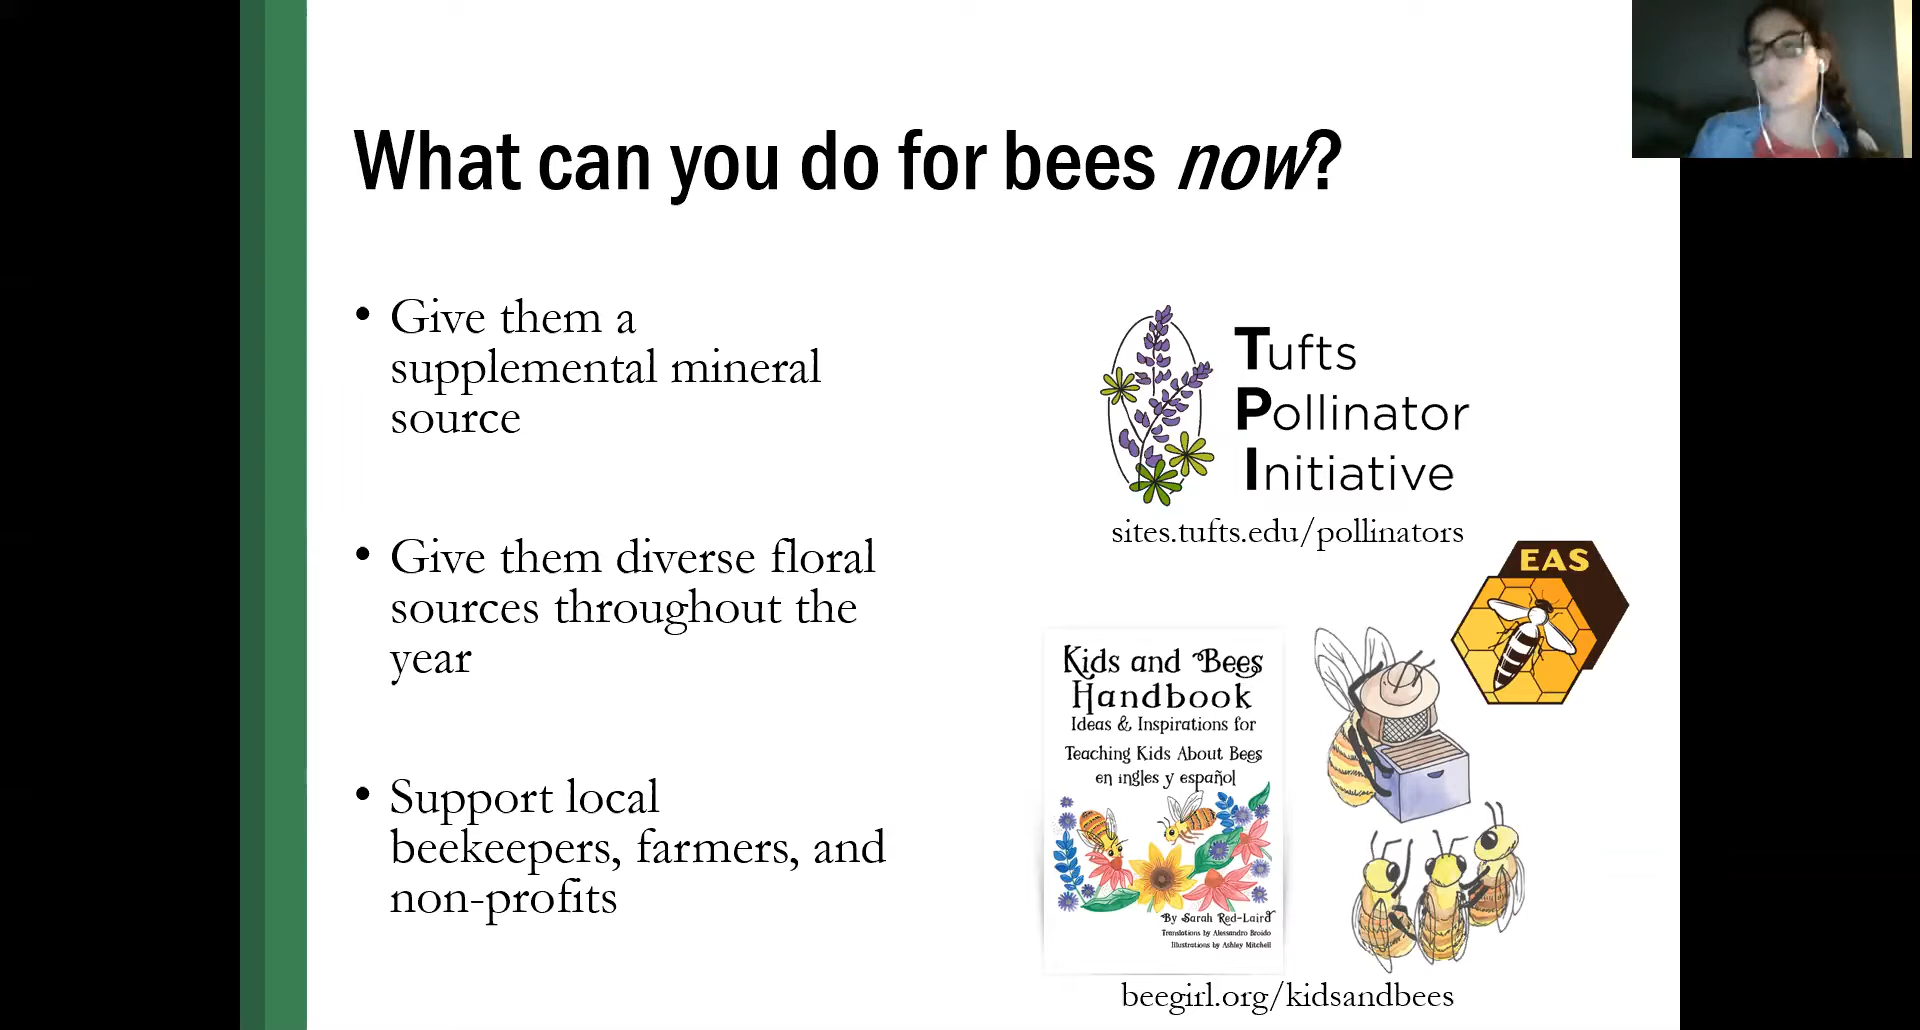 What can you do for bees now?
• Give them a
supplemental mineral
source
• Give them diverse floral
sources throughout the
year
• Support local
beekeepers, farmers, and
non-profits
Tufts
Pollinator
Initiative
sites.tufts.edu/pollinators
EAS
Kids and Bees
Handbook
Ideas & Inspirations for
Teaching Kids About Bees
en ingles y español
By Sarah Red-Laird
Translations by Alessandro Broido
Illustrations by Ashley Mitchell
beegirl.org/kidsandbees